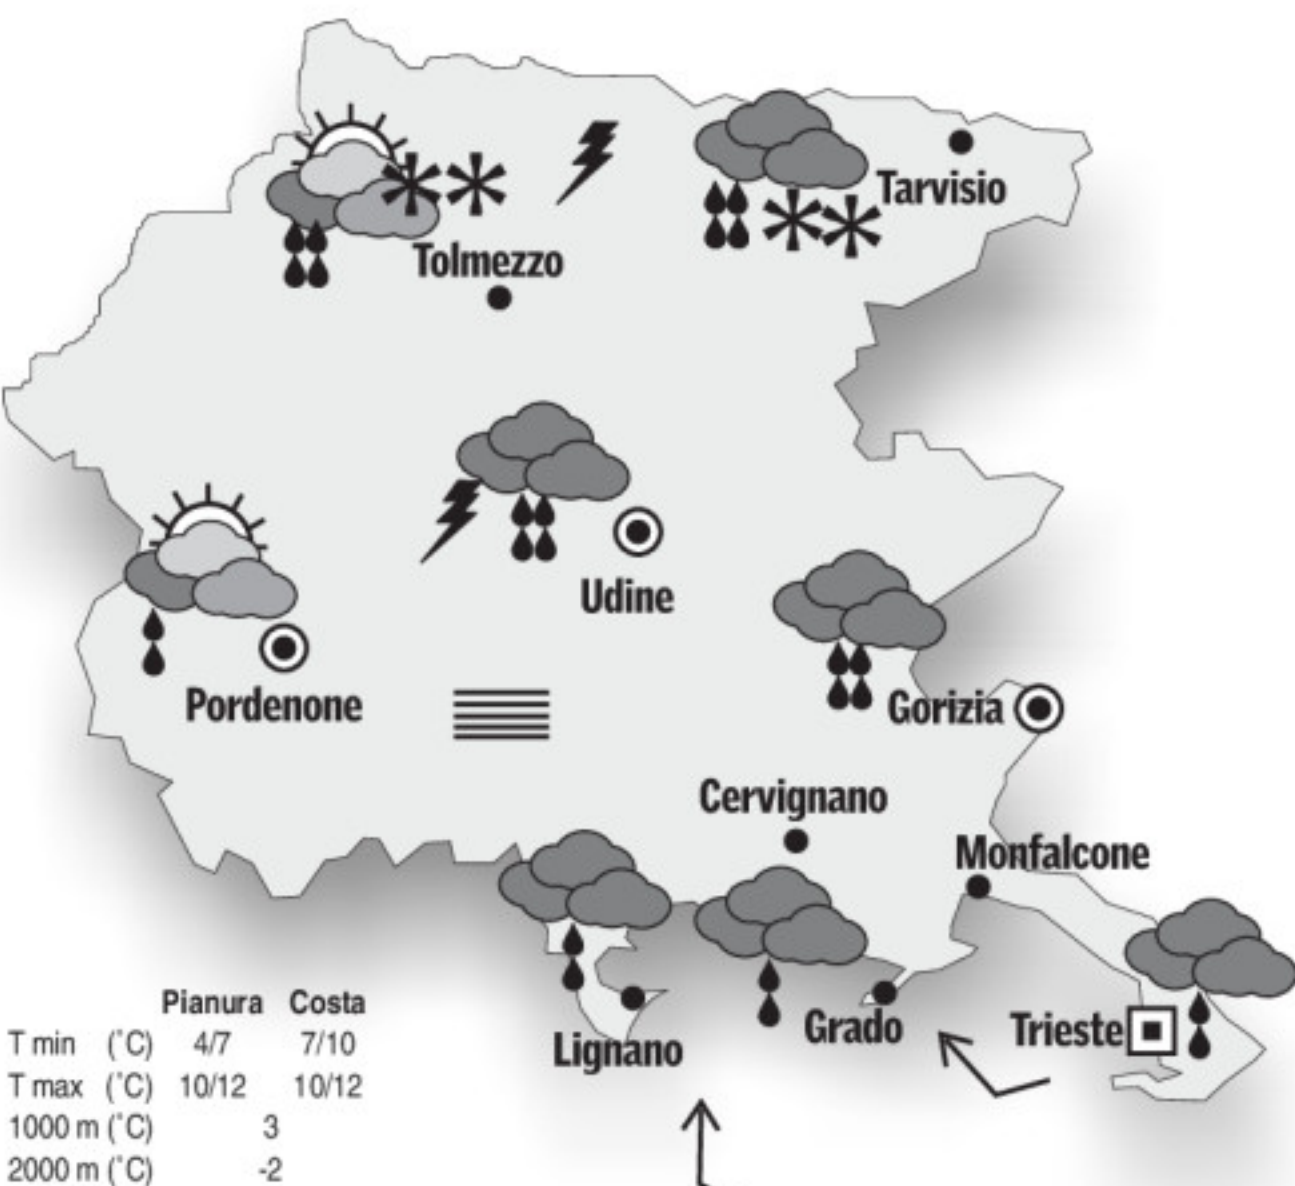 Tarvisio
Tolmezzo
Udine
Pordenone
Gorizia
Cervignano
Monfalcone
Grado
Trieste
Lignano
Pianura Costa
T min (°C) 4/7 7/10
T max (°C) 10/12 10/12
1000 m (°C) 3
2000 m (°C) -2